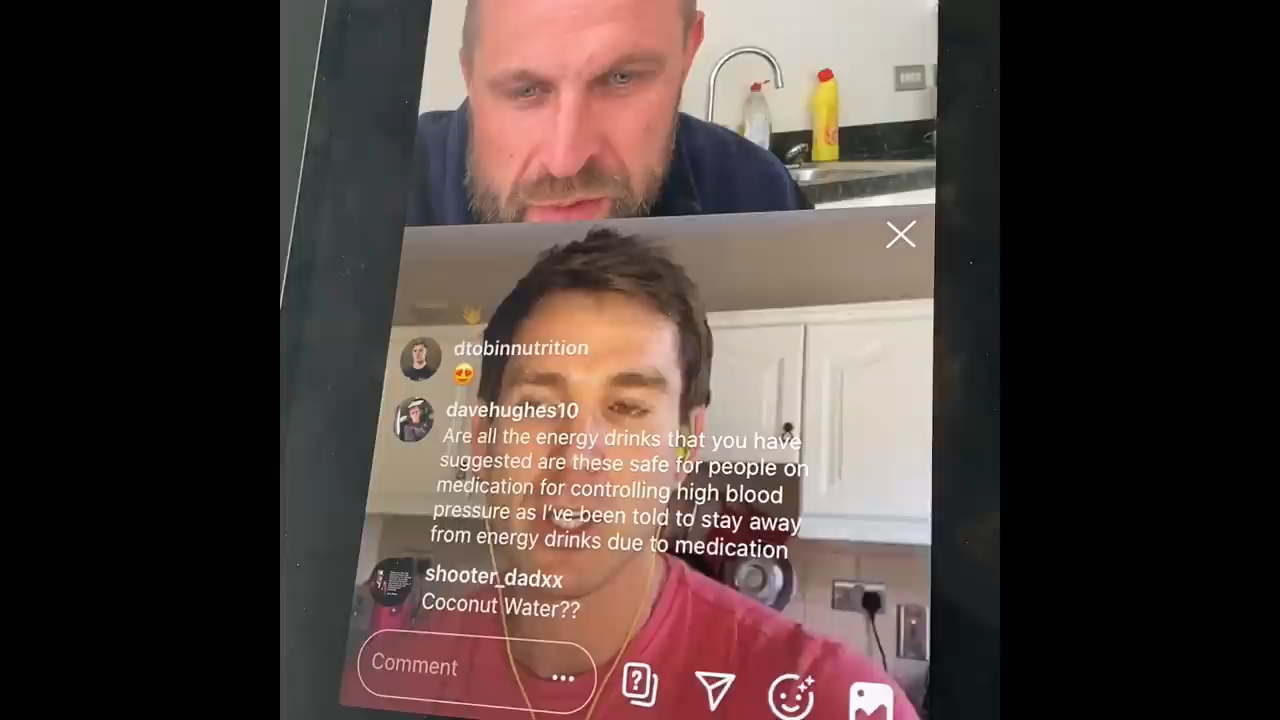 dtobinnutrition
😍
davehughes10
Are all the energy drinks that you have
suggested are these safe for people on
medication for controlling high blood
pressure as I've been told to stay away
from energy drinks due to medication
shooter_dadxx
Coconut Water??
Comment